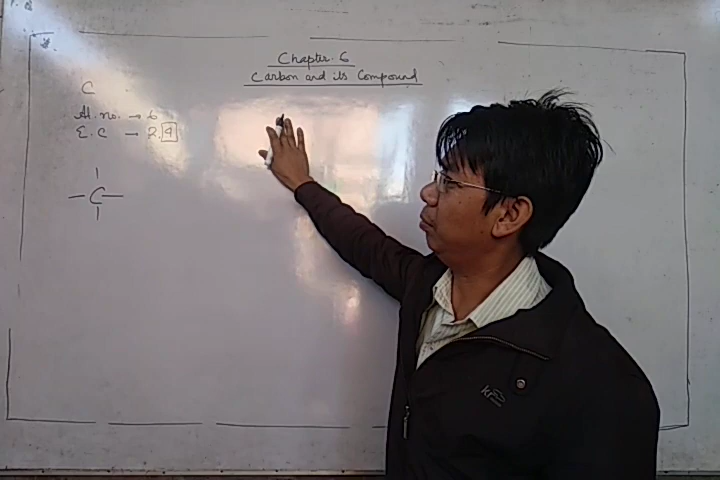 Chapter. 6
Carbon and its Compound
C
At. no. → 6
E.C → 2,4
C